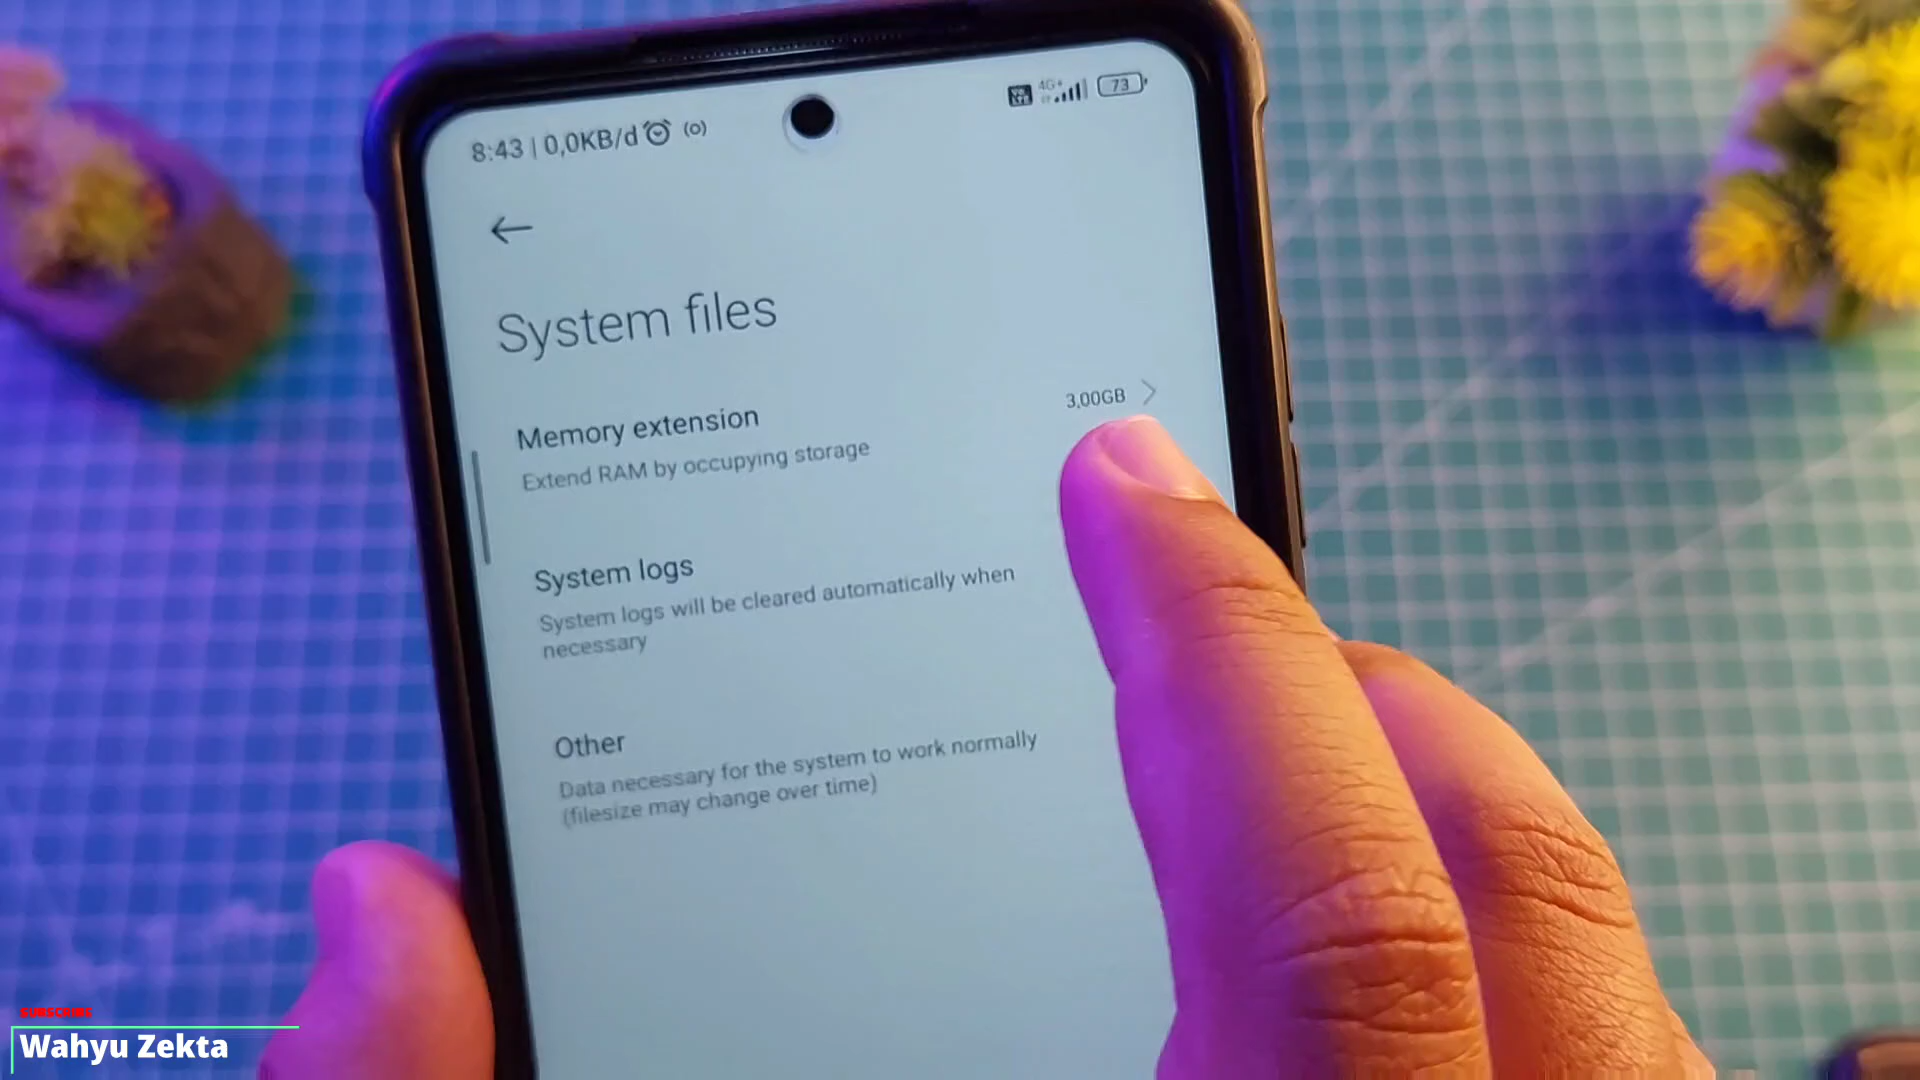 8:43 | 0,0KB/d
VoLTE 4G+ 73
System files
Memory extension
3,00GB
Extend RAM by occupying storage
System logs
System logs will be cleared automatically when
necessary
Other
Data necessary for the system to work normally
(filesize may change over time)
SUBSCRIBE
Wahyu Zekta